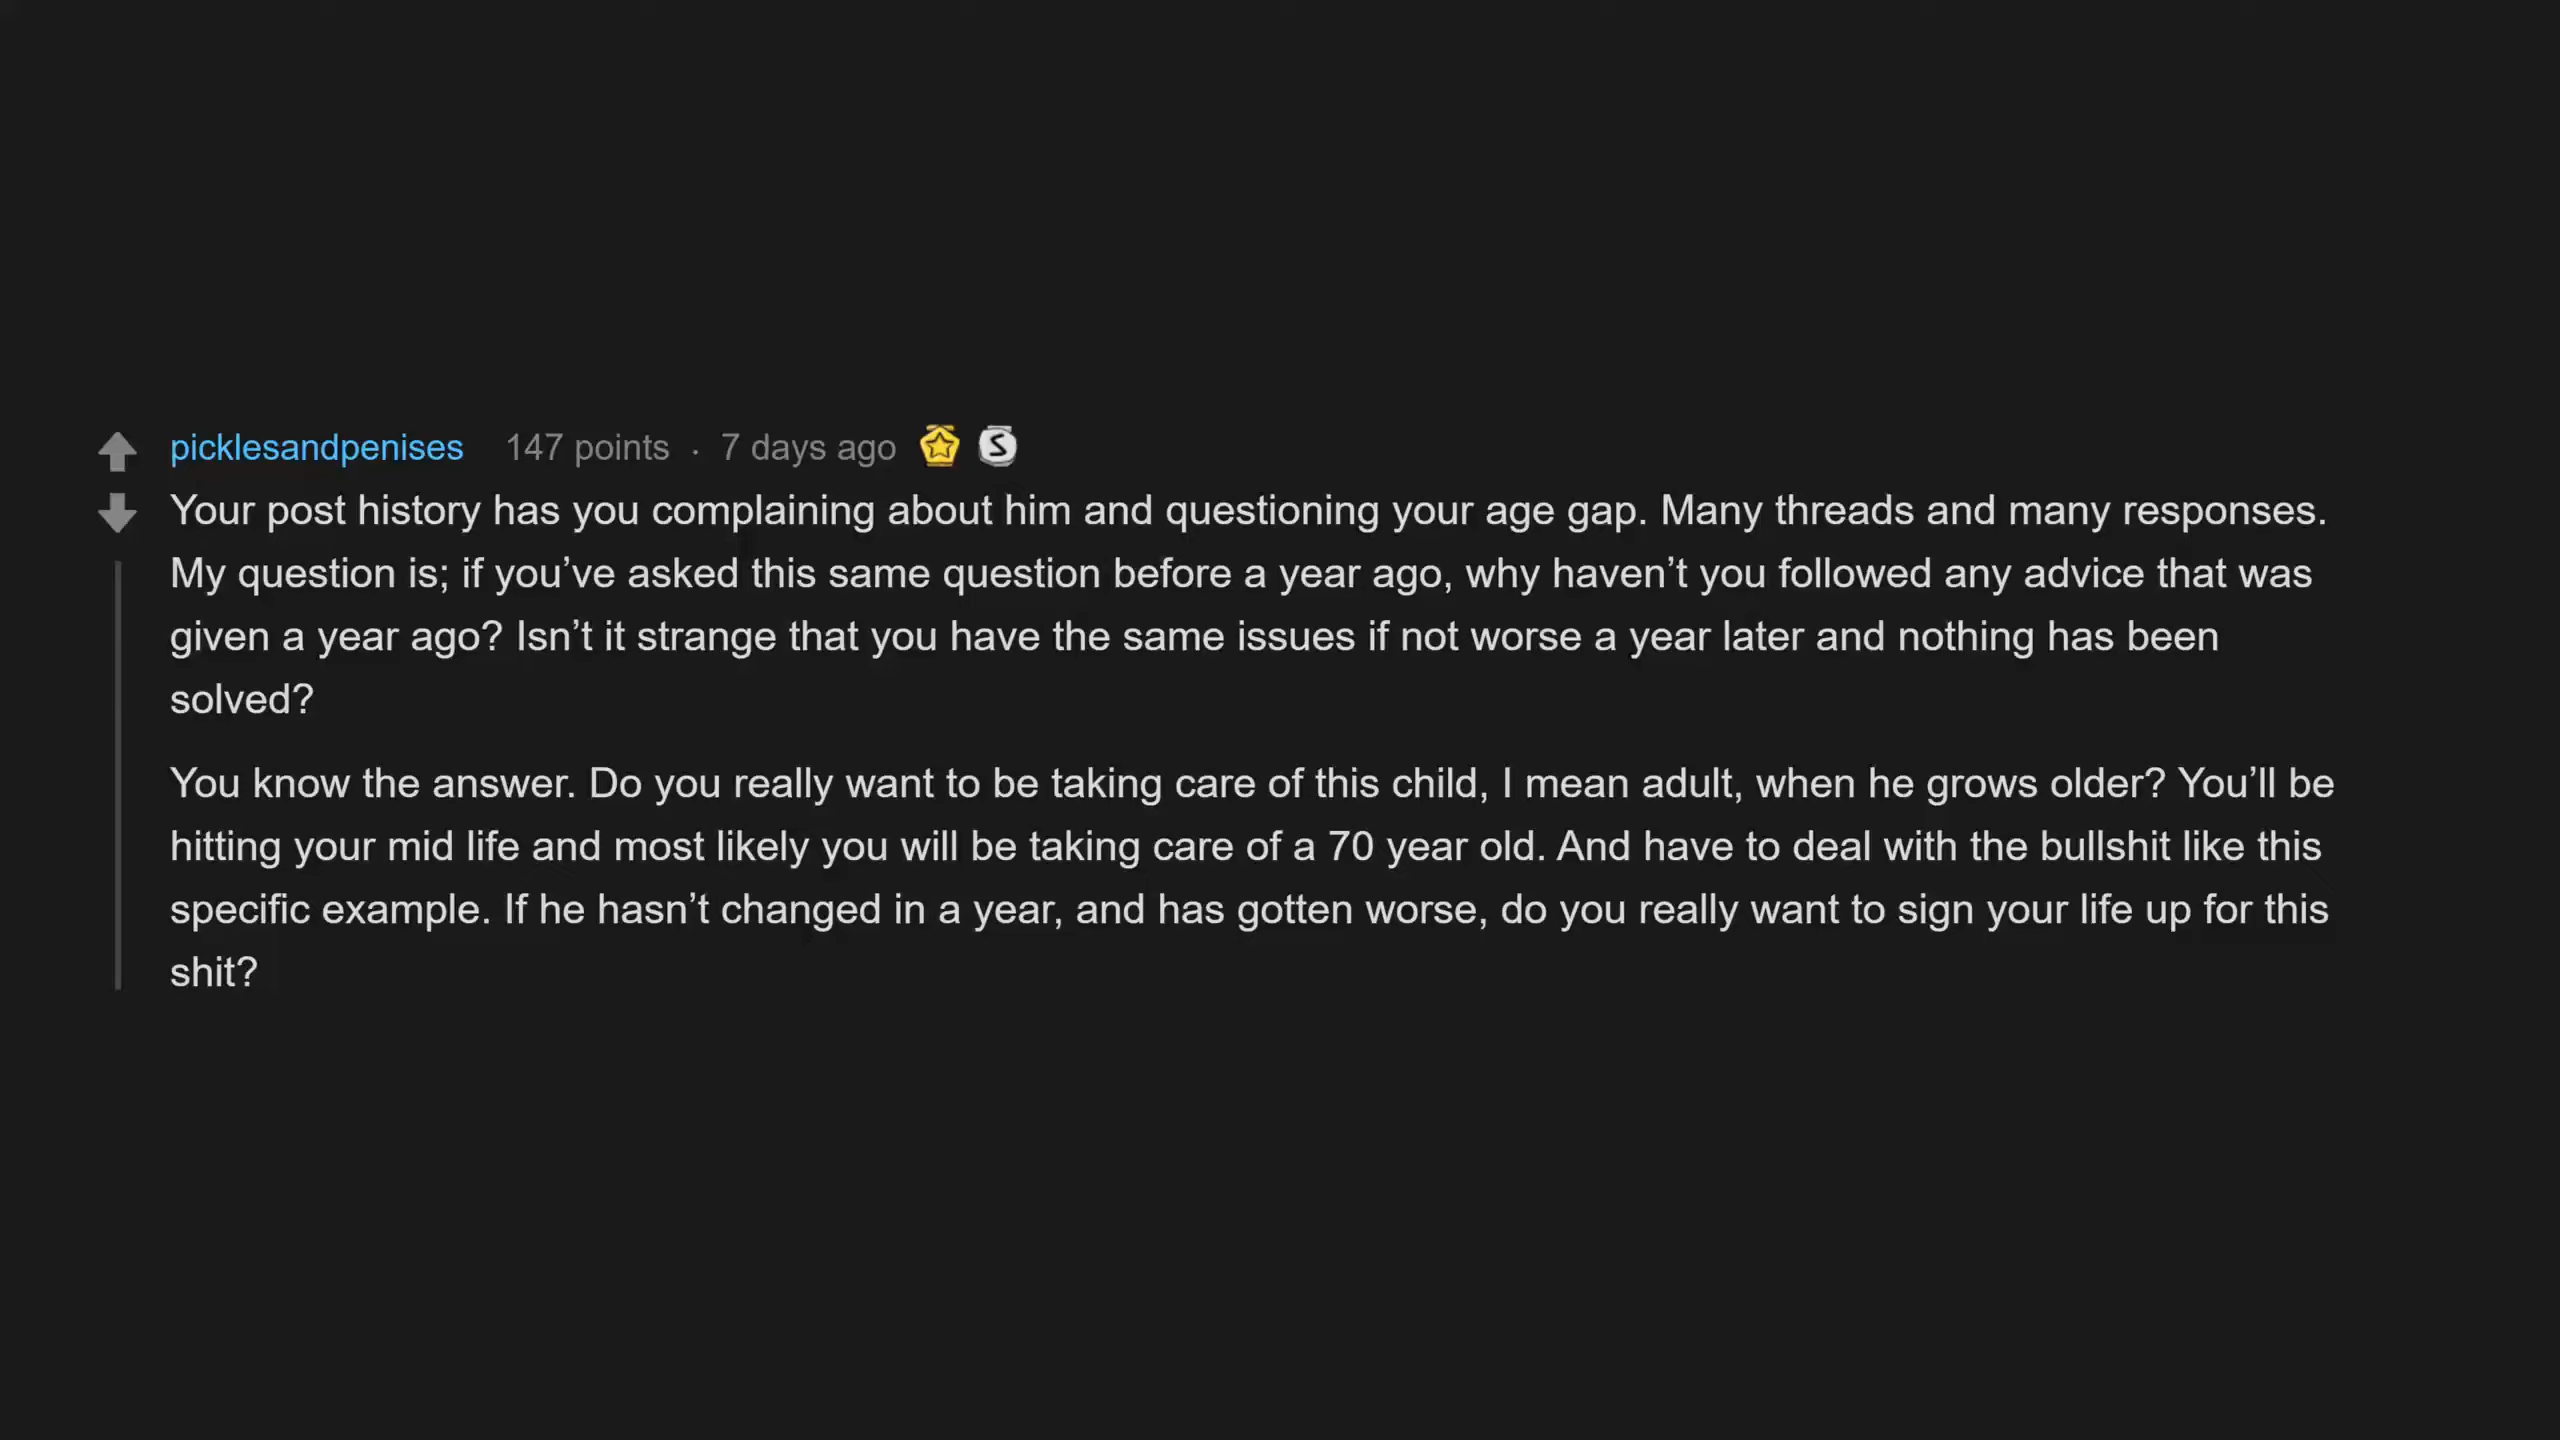 picklesandpenises 147 points · 7 days ago
Your post history has you complaining about him and questioning your age gap. Many threads and many responses.
My question is; if you’ve asked this same question before a year ago, why haven’t you followed any advice that was
given a year ago? Isn’t it strange that you have the same issues if not worse a year later and nothing has been
solved?
You know the answer. Do you really want to be taking care of this child, I mean adult, when he grows older? You’ll be
hitting your mid life and most likely you will be taking care of a 70 year old. And have to deal with the bullshit like this
specific example. If he hasn’t changed in a year, and has gotten worse, do you really want to sign your life up for this
shit?